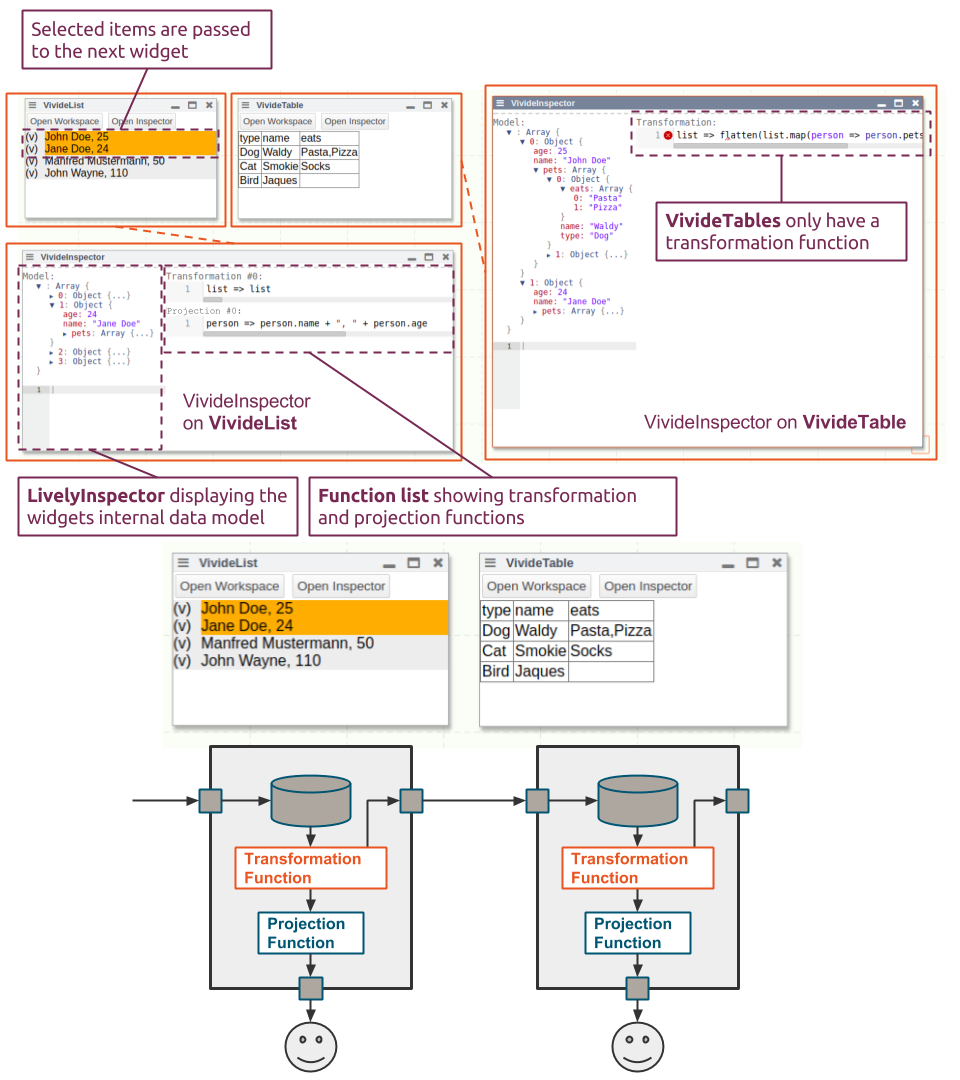 Selected items are passed
to the next widget
VivideList
Open Workspace Open Inspector
(v) John Doe, 25
(v) Jane Doe, 24
(v) Manfred Mustermann, 50
(v) John Wayne, 110
VivideTable
Open Workspace Open Inspector
type name eats
Dog Waldy Pasta,Pizza
Cat Smokie Socks
Bird Jaques
VivideInspector
Model:
▼ : Array {
▼ 0: Object {
age: 25
name: "John Doe"
▼ pets: Array {
▼ 0: Object {
▼ eats: Array {
0: "Pasta"
1: "Pizza"
}
name: "Waldy"
type: "Dog"
}
▸ 1: Object {...}
}
}
▼ 1: Object {
age: 24
name: "Jane Doe"
▸ pets: Array {...}
}
}
1
Transformation:
1 list => flatten(list.map(person => person.pets
VivideTables only have a
transformation function
VivideInspector on VivideTable
VivideInspector
Model:
▼ : Array {
▸ 0: Object {...}
▼ 1: Object {
age: 24
name: "Jane Doe"
▸ pets: Array {...}
}
▸ 2: Object {...}
▸ 3: Object {...}
}
1
Transformation #0:
1 list => list
Projection #0:
1 person => person.name + ", " + person.age
VivideInspector
on VivideList
LivelyInspector displaying the
widgets internal data model
Function list showing transformation
and projection functions
VivideList
Open Workspace Open Inspector
(v) John Doe, 25
(v) Jane Doe, 24
(v) Manfred Mustermann, 50
(v) John Wayne, 110
VivideTable
Open Workspace Open Inspector
type name eats
Dog Waldy Pasta,Pizza
Cat Smokie Socks
Bird Jaques
Transformation
Function
Projection
Function
Transformation
Function
Projection
Function